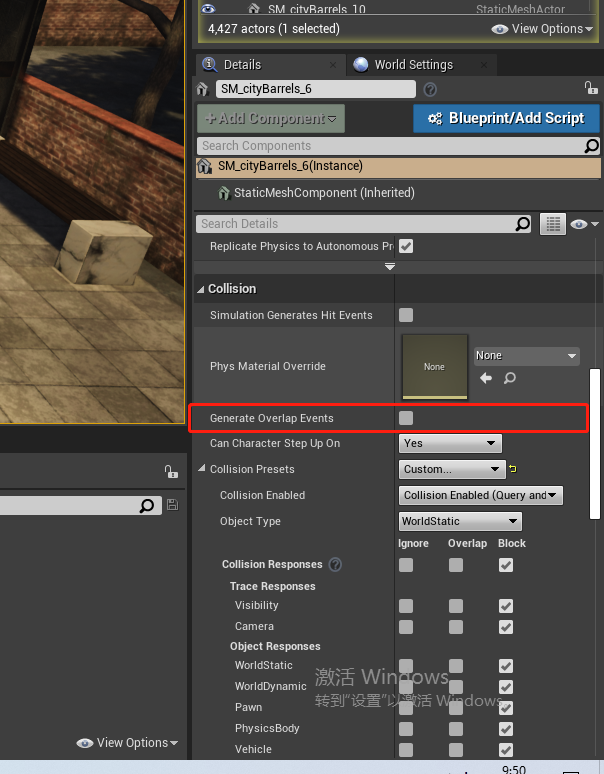 SM_cityBarrels_10 StaticMeshActor
4,427 actors (1 selected) View Options
Details World Settings
SM_cityBarrels_6
+Add Component Blueprint/Add Script
Search Components
SM_cityBarrels_6(Instance)
StaticMeshComponent (Inherited)
Search Details
Replicate Physics to Autonomous Pr
Collision
Simulation Generates Hit Events
Phys Material Override None None
Generate Overlap Events
Can Character Step Up On Yes
Collision Presets Custom...
Collision Enabled Collision Enabled (Query and
Object Type WorldStatic
Ignore Overlap Block
Collision Responses
Trace Responses
Visibility
Camera
Object Responses
WorldStatic
激活 Windows
WorldDynamic
转到“设置”以激活 Windows。
Pawn
PhysicsBody
View Options
Vehicle
9:50